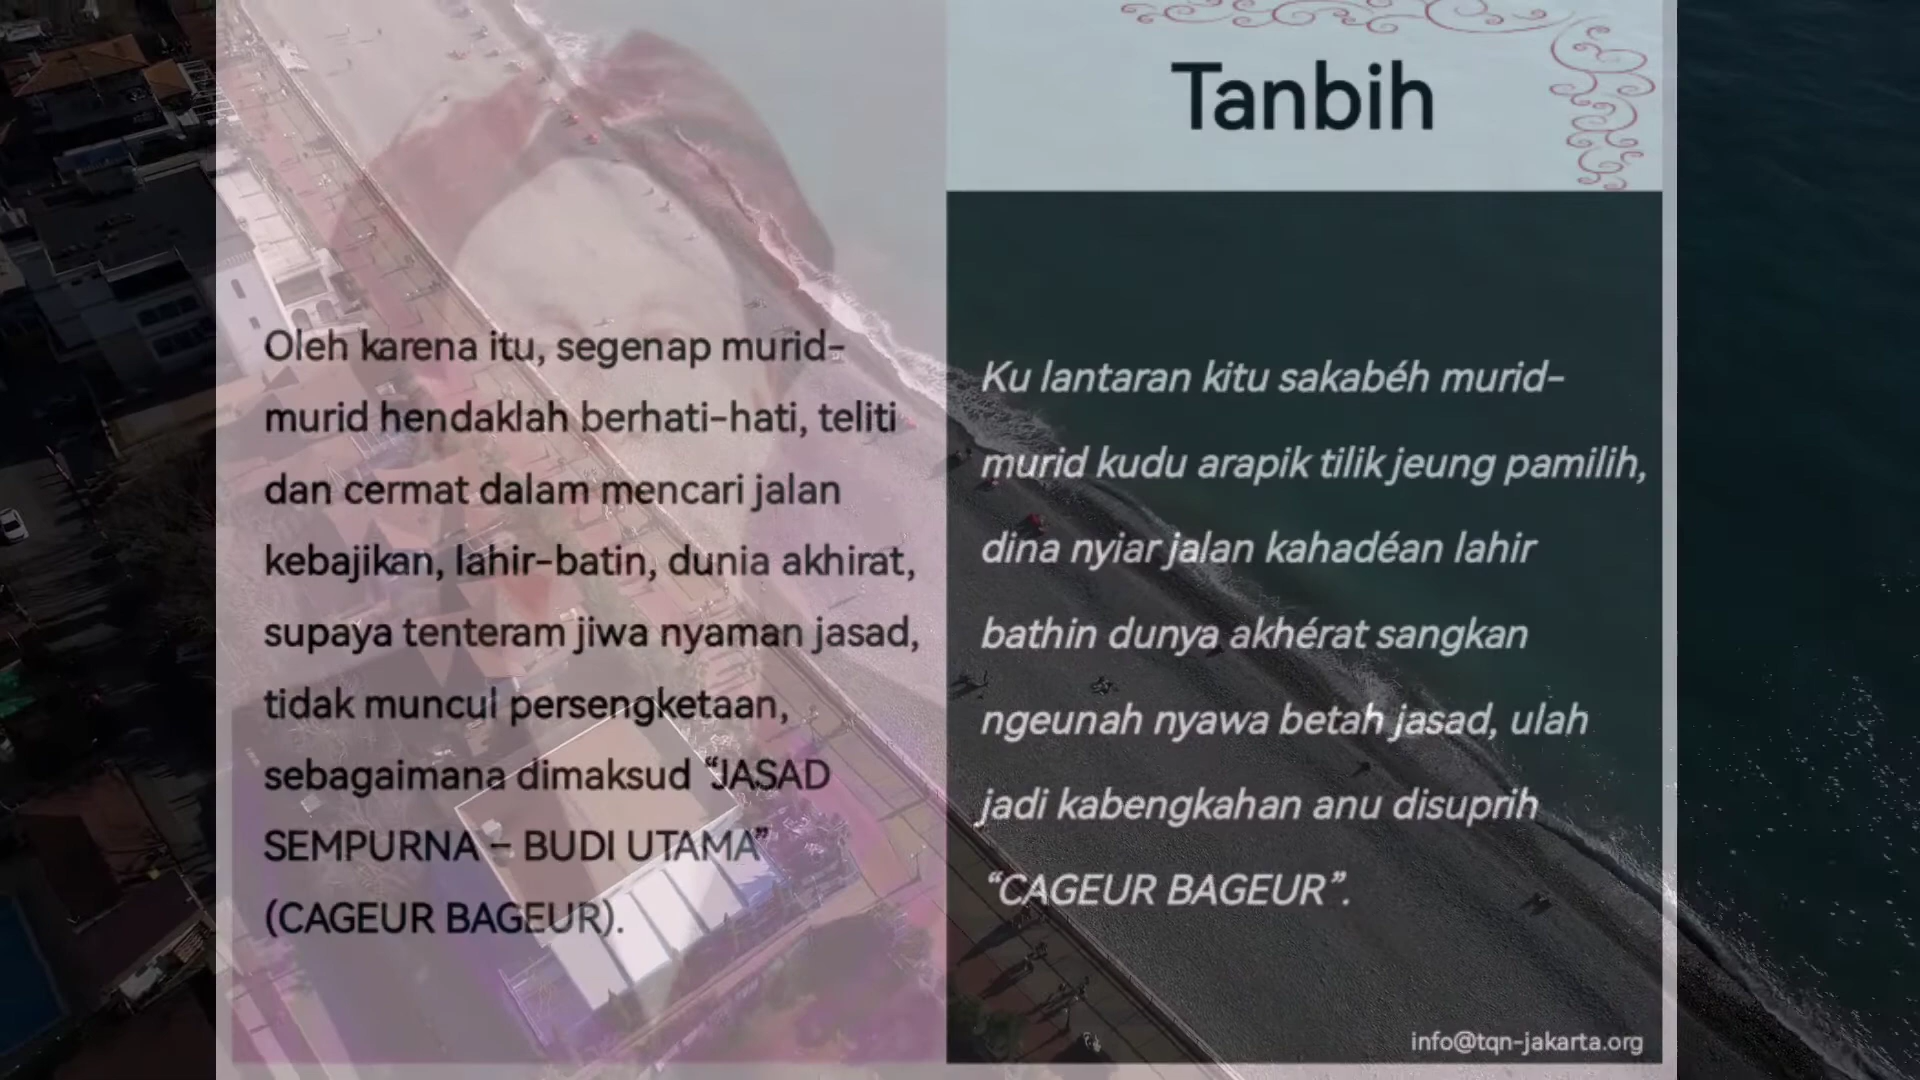 Tanbih
Oleh karena itu, segenap murid-
murid hendaklah berhati-hati, teliti
dan cermat dalam mencari jalan
kebajikan, lahir-batin, dunia akhirat,
supaya tenteram jiwa nyaman jasad,
tidak muncul persengketaan,
sebagaimana dimaksud “JASAD
SEMPURNA – BUDI UTAMA”
(CAGEUR BAGEUR).
Ku lantaran kitu sakabéh murid-
murid kudu arapik tilik jeung pamilih,
dina nyiar jalan kahadéan lahir
bathin dunya akhérat sangkan
ngeunah nyawa betah jasad, ulah
jadi kabengkahan anu disuprih
“CAGEUR BAGEUR”.
info@tqn-jakarta.org